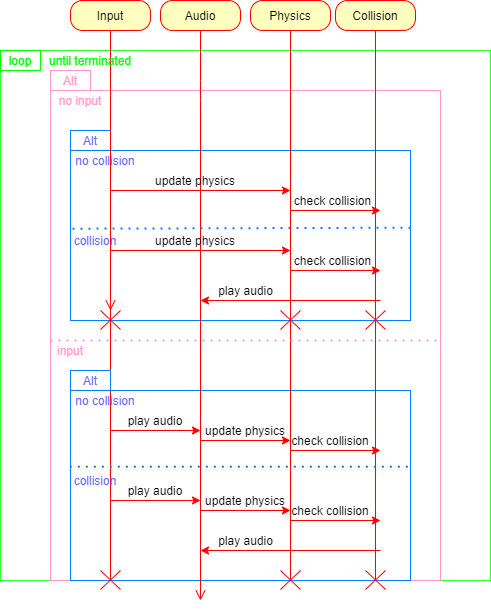 Input Audio Physics Collision
loop until terminated
Alt
no input
Alt
no collision
update physics
check collision
collision
update physics
check collision
play audio
input
Alt
no collision
play audio
update physics
check collision
collision
play audio
update physics
check collision
play audio